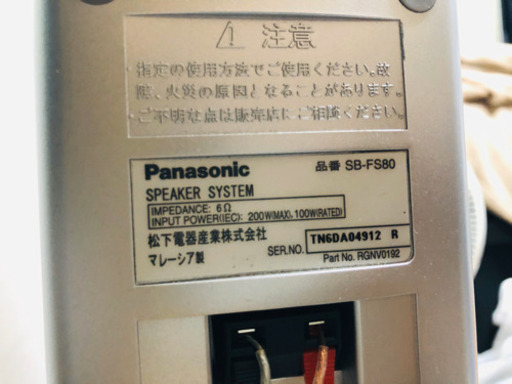 注意
・指定の使用方法でご使用ください。故
障、火災の原因となることがあります。
・ご不明な点は販売店にご相談ください。
Panasonic 品番 SB-FS80
SPEAKER SYSTEM
IMPEDANCE: 6Ω
INPUT POWER(IEC): 200W(MAX), 100W(RATED)
松下電器産業株式会社
マレーシア製
SER.NO. TN6DA04912 R
Part No. RGNV0192